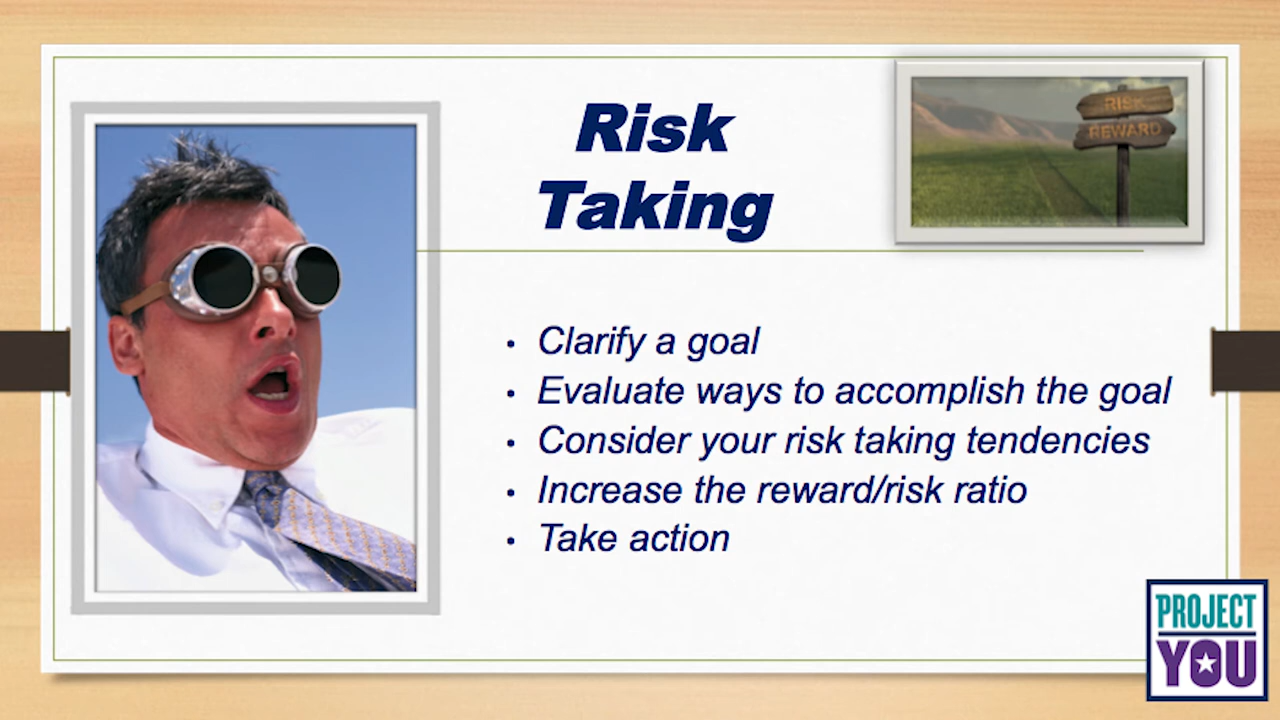 Risk
Taking
RISK
REWARD
• Clarify a goal
• Evaluate ways to accomplish the goal
• Consider your risk taking tendencies
• Increase the reward/risk ratio
• Take action
PROJECT
YOU